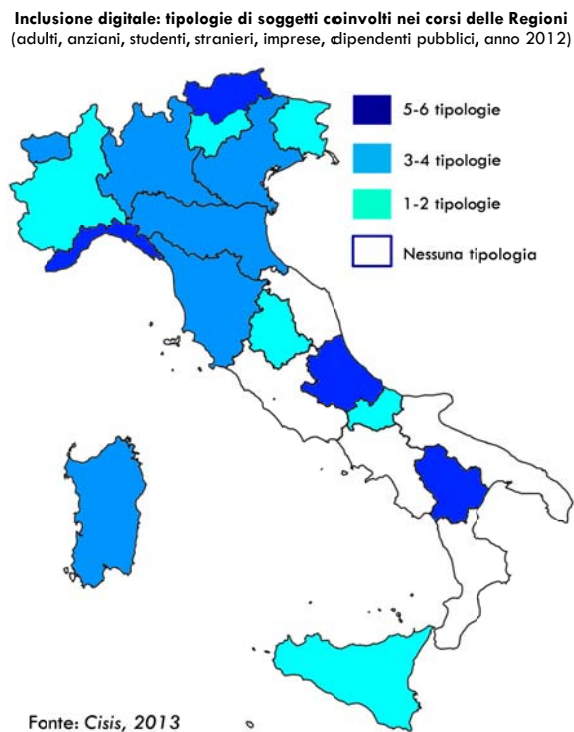 Inclusione digitale: tipologie di soggetti coinvolti nei corsi delle Regioni
(adulti, anziani, studenti, stranieri, imprese, dipendenti pubblici, anno 2012)
5-6 tipologie
3-4 tipologie
1-2 tipologie
Nessuna tipologia
Fonte: Cisis, 2013